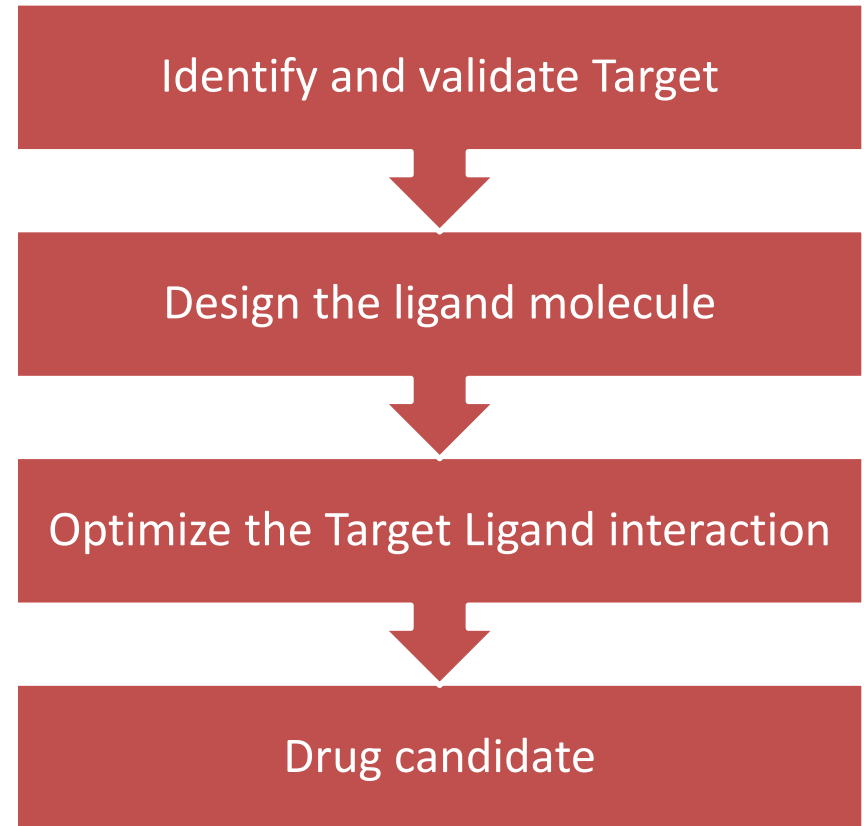 Identify and validate Target
Design the ligand molecule
Optimize the Target Ligand interaction
Drug candidate